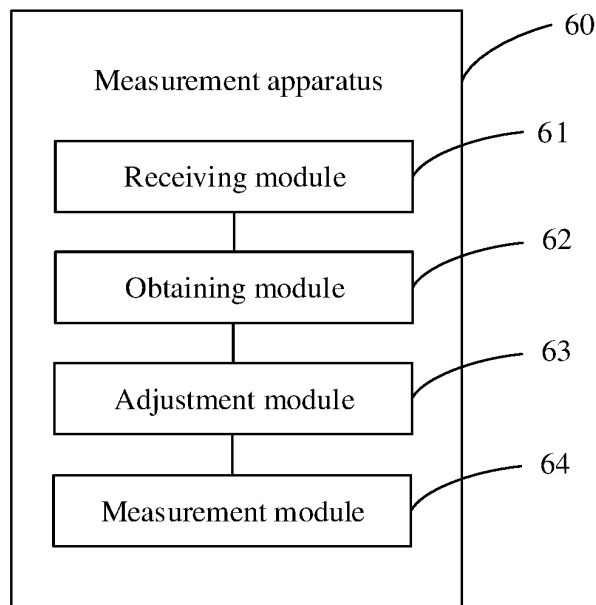 60
Measurement apparatus
61
Receiving module
62
Obtaining module
63
Adjustment module
64
Measurement module